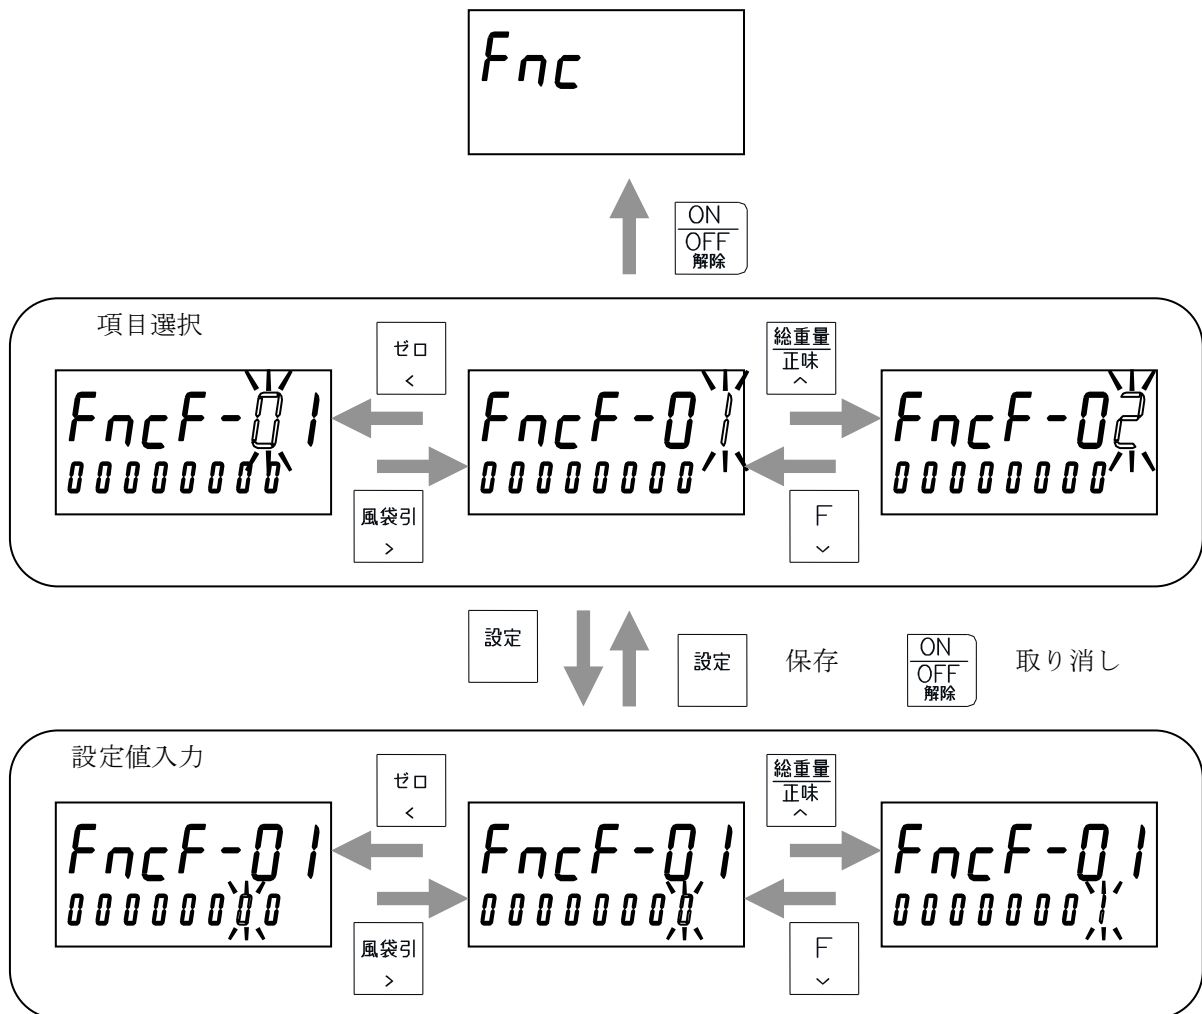 Fnc
ON
OFF
解除
項目選択
ゼロ
<
総重量
正味
^
FncF-01
00000000
FncF-01
00000000
FncF-02
00000000
風袋引
>
F
⌄
設定
設定
保存
ON
OFF
解除
取り消し
設定値入力
ゼロ
<
総重量
正味
^
FncF-01
00000000
FncF-01
00000000
FncF-01
00000001
風袋引
>
F
⌄